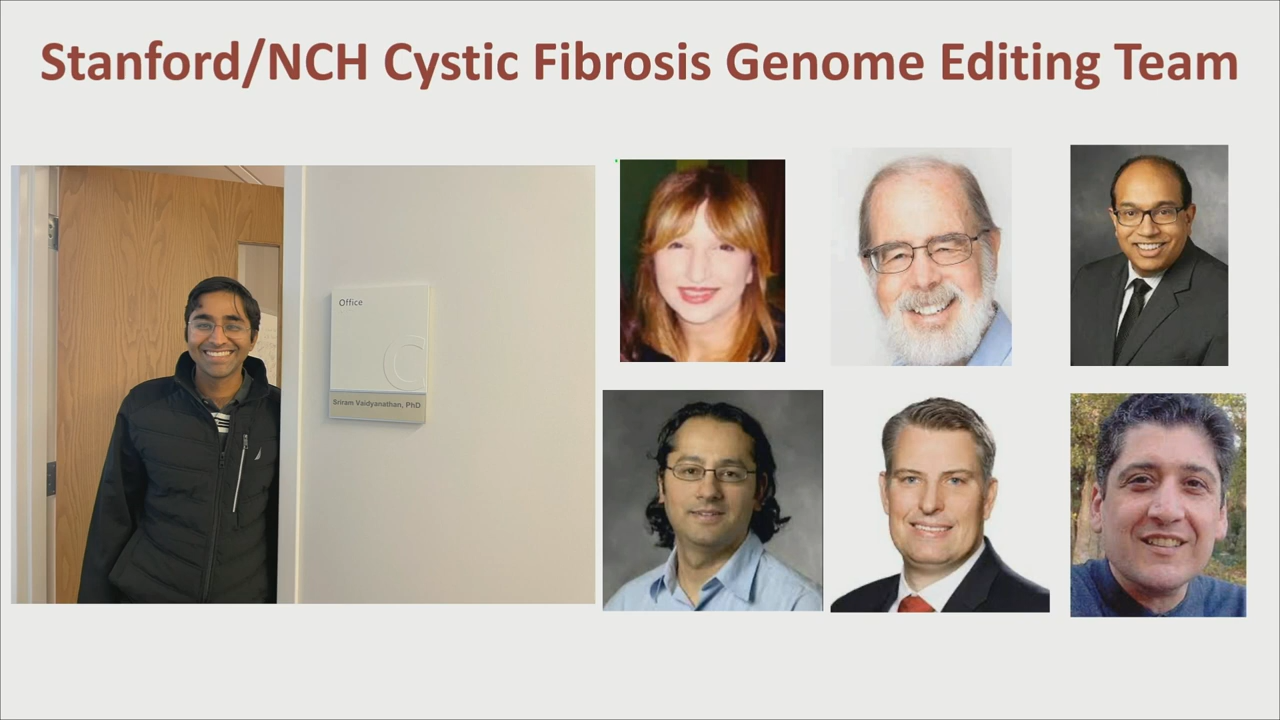 Stanford/NCH Cystic Fibrosis Genome Editing Team
Office
C
Sriram Vaidyanathan, PhD